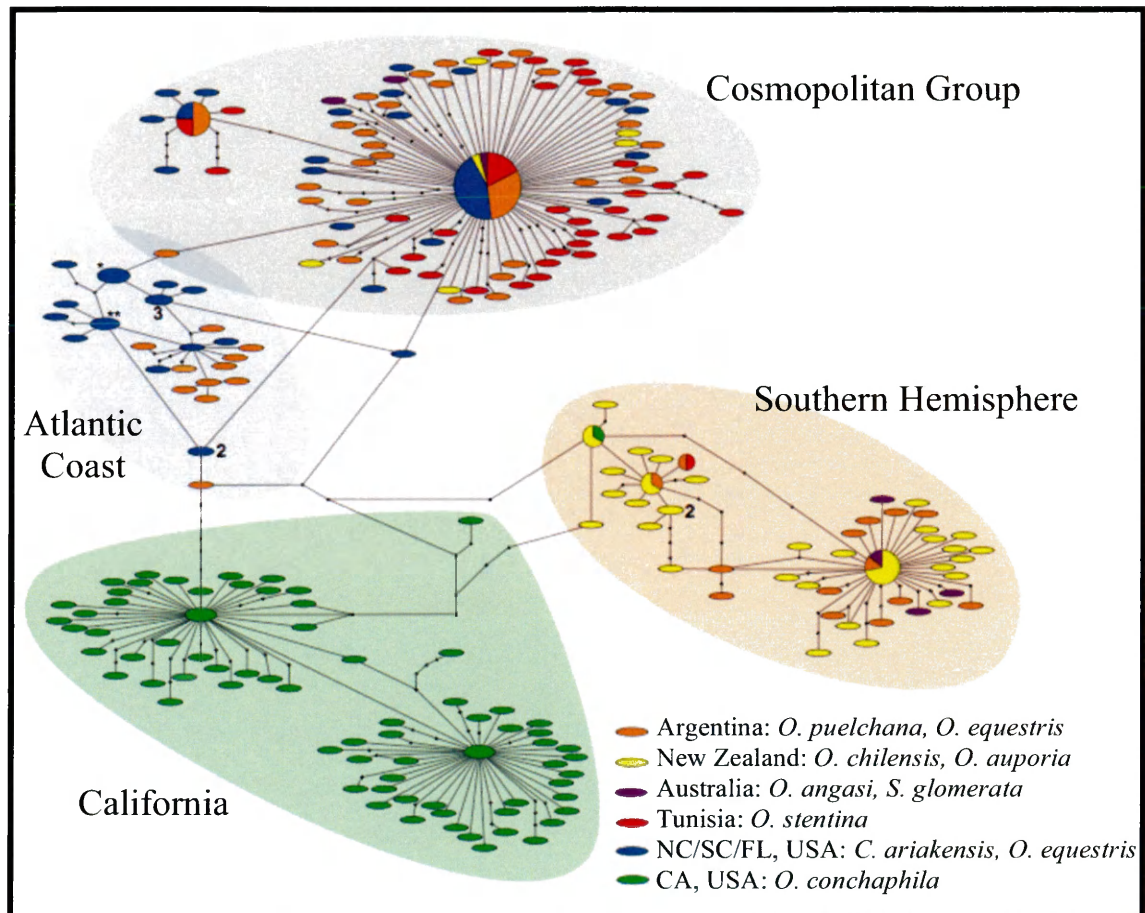 Cosmopolitan Group
*
3
**
Atlantic
Coast
2
Southern Hemisphere
2
California
Argentina: O. puelchana, O. equestris
New Zealand: O. chilensis, O. auporia
Australia: O. angasi, S. glomerata
Tunisia: O. stentina
NC/SC/FL, USA: C. ariakensis, O. equestris
CA, USA: O. conchaphila